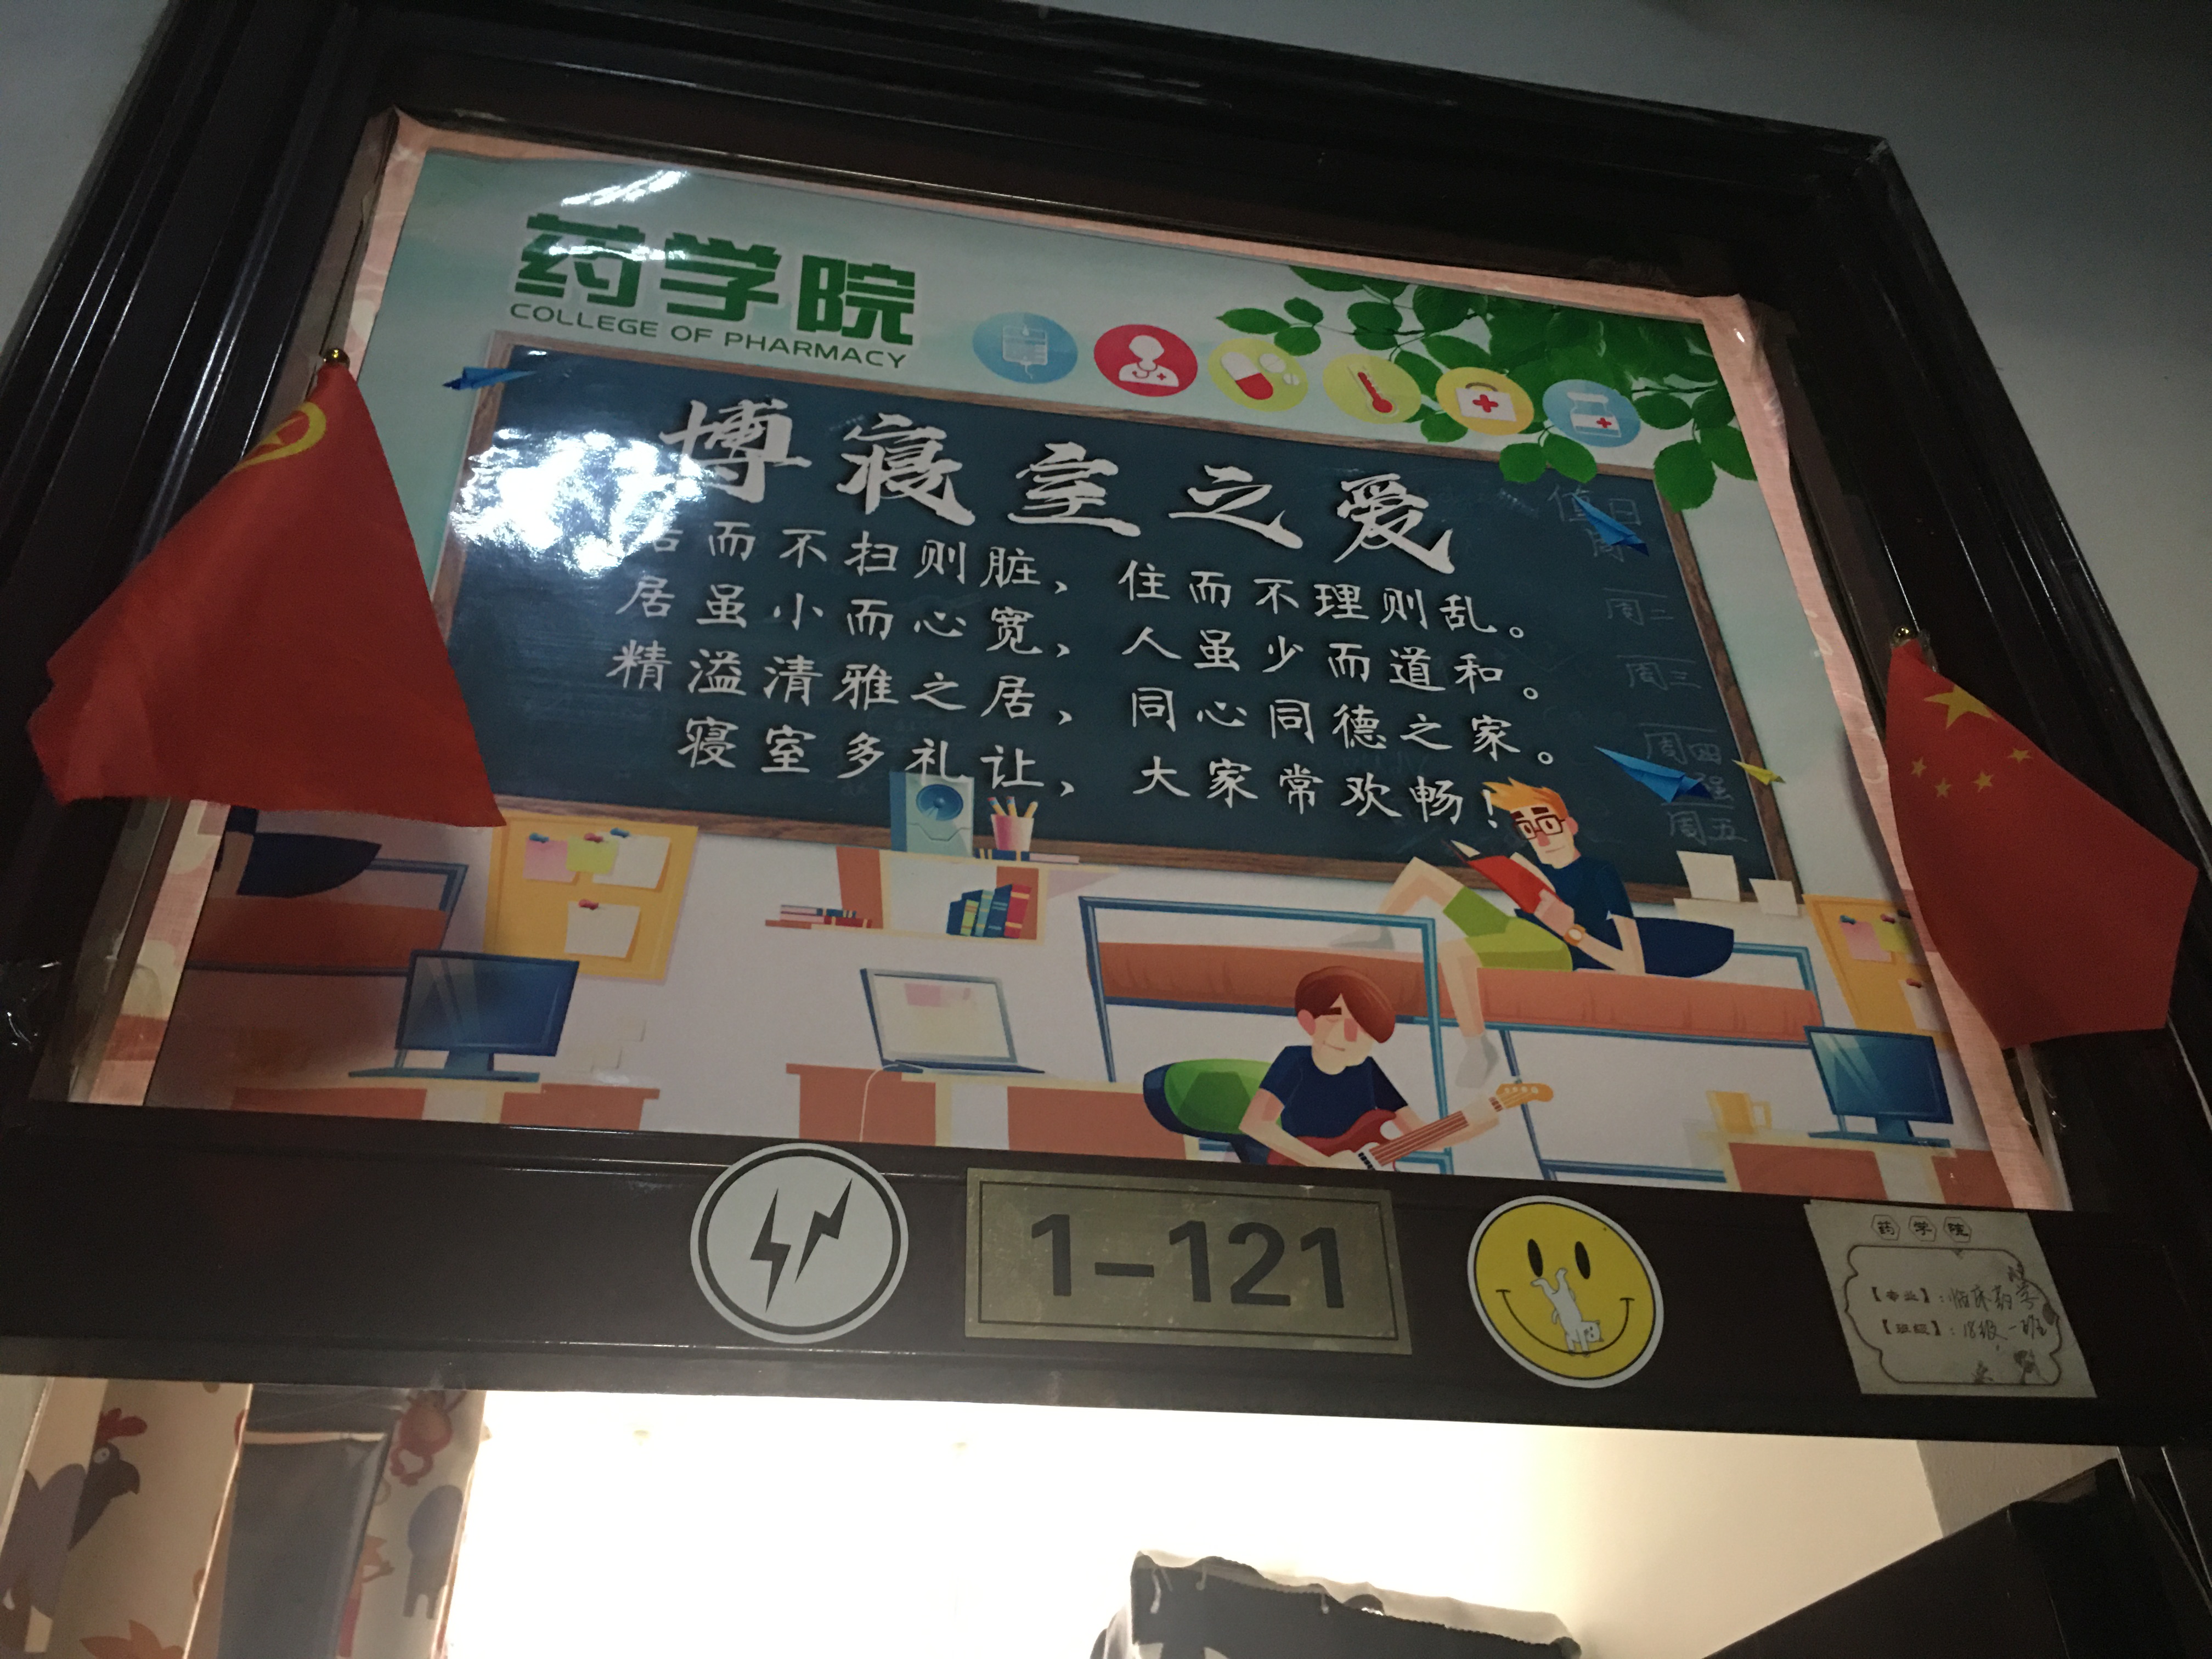 药学院
COLLEGE OF PHARMACY
博寝室之爱
居而不扫则脏，住而不理则乱。
居虽小而心宽，人虽少而道和。
精溢清雅之居，同心同德之家。
寝室多礼让，大家常欢畅！
值日
周二
周三
周四
周五
1-121
药学院
【专业】：临床药学
【班级】：18级一班